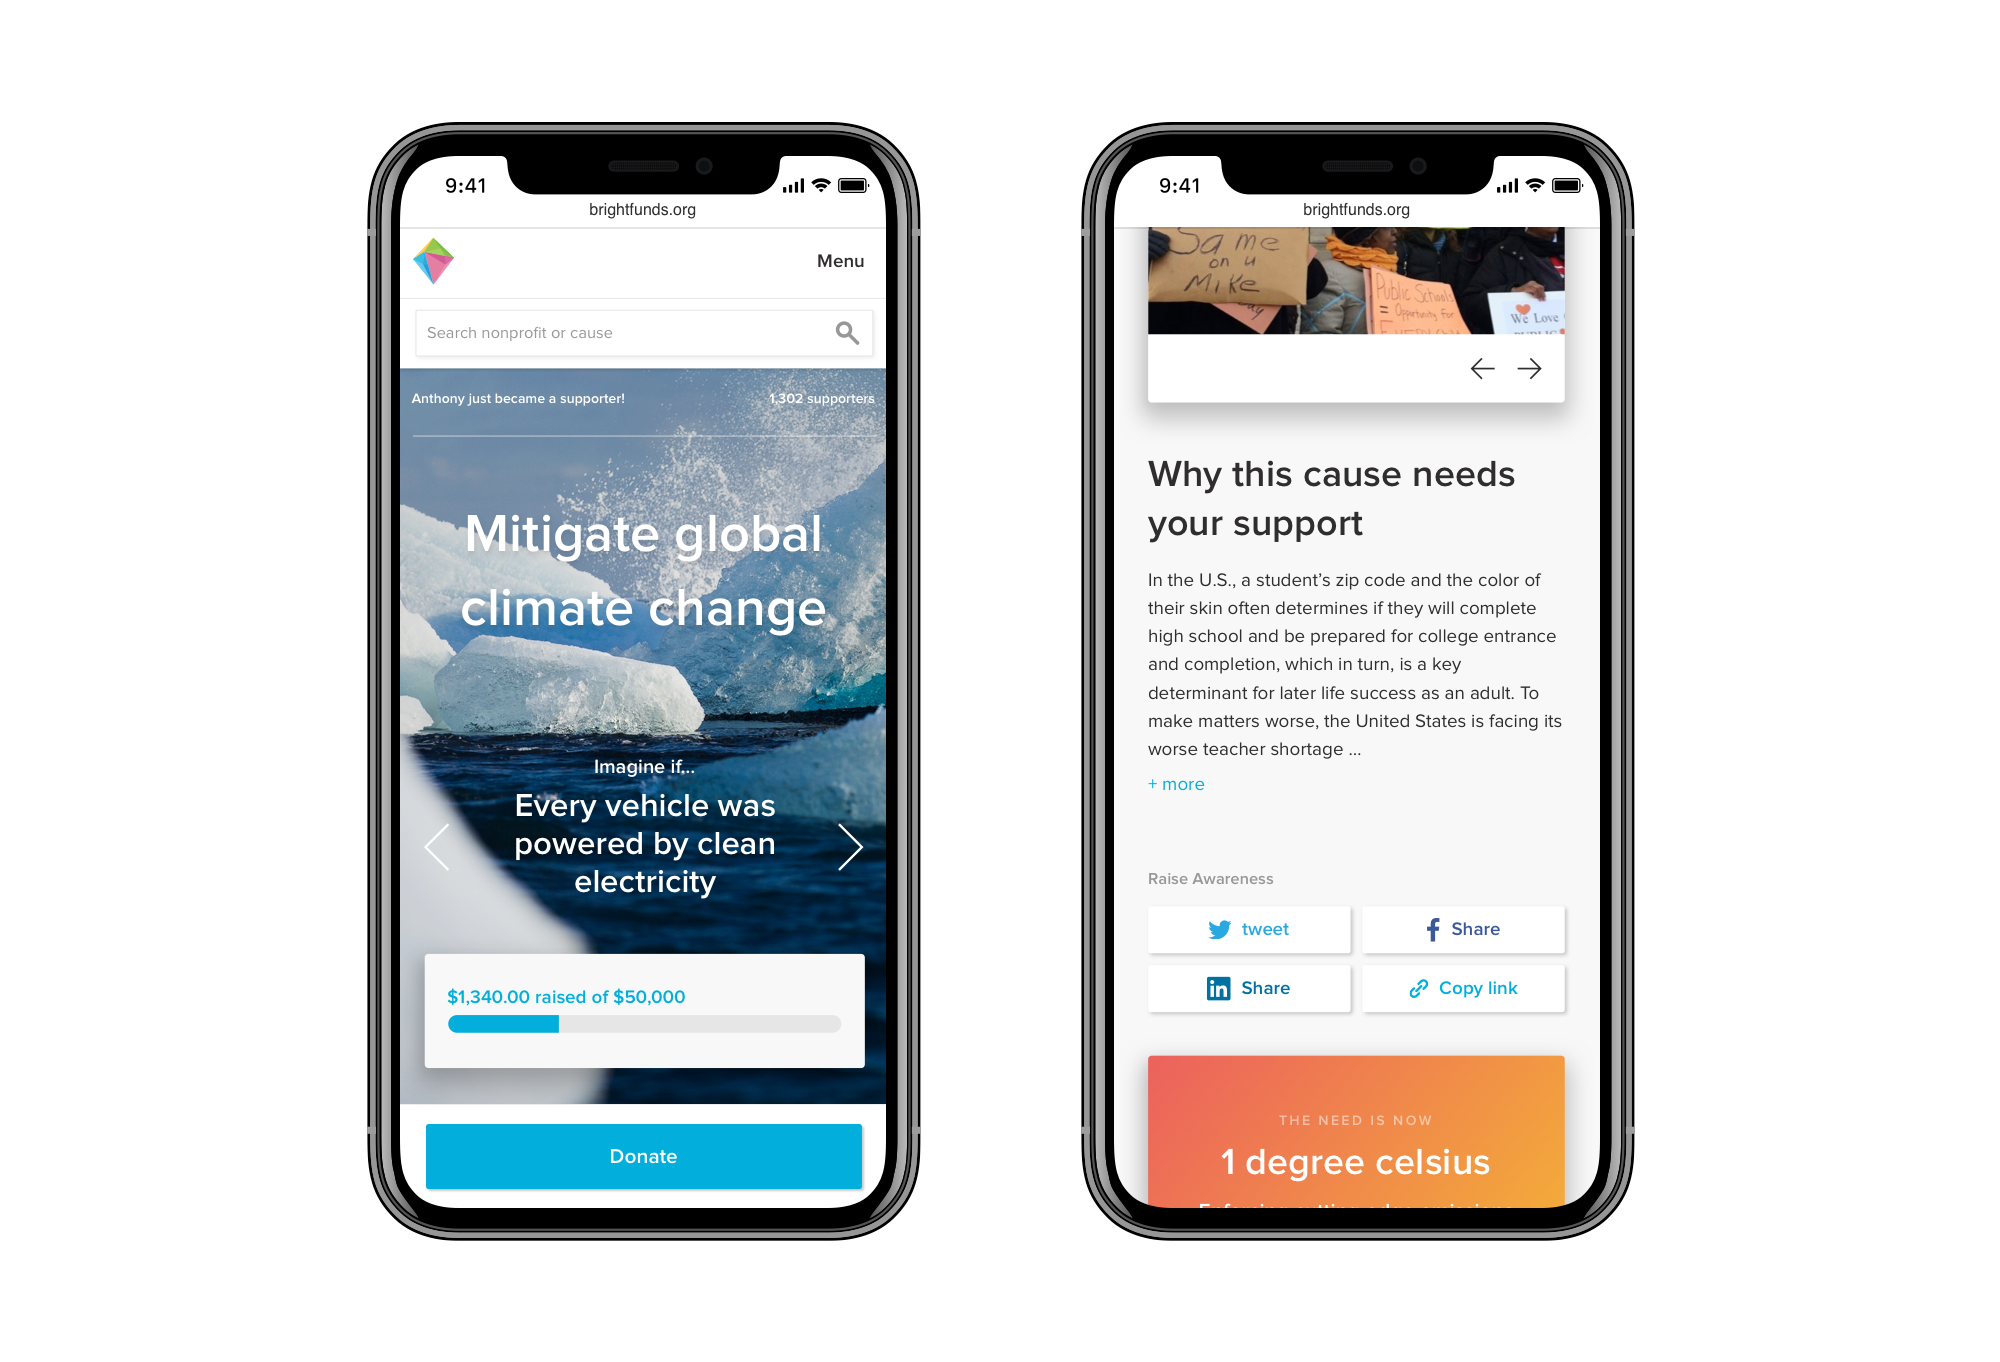 9:41
brightfunds.org
Menu
Search nonprofit or cause
Anthony just became a supporter!
1,302 supporters
Mitigate global
climate change
Imagine if...
Every vehicle was
powered by clean
electricity
$1,340.00 raised of $50,000
Donate
9:41
brightfunds.org
Same
on u
Mike
Public Schools
= Opportunity For
We Love
Why this cause needs
your support
In the U.S., a student’s zip code and the color of
their skin often determines if they will complete
high school and be prepared for college entrance
and completion, which in turn, is a key
determinant for later life success as an adult. To
make matters worse, the United States is facing its
worse teacher shortage ...
+ more
Raise Awareness
tweet
Share
in Share
Copy link
THE NEED IS NOW
1 degree celsius